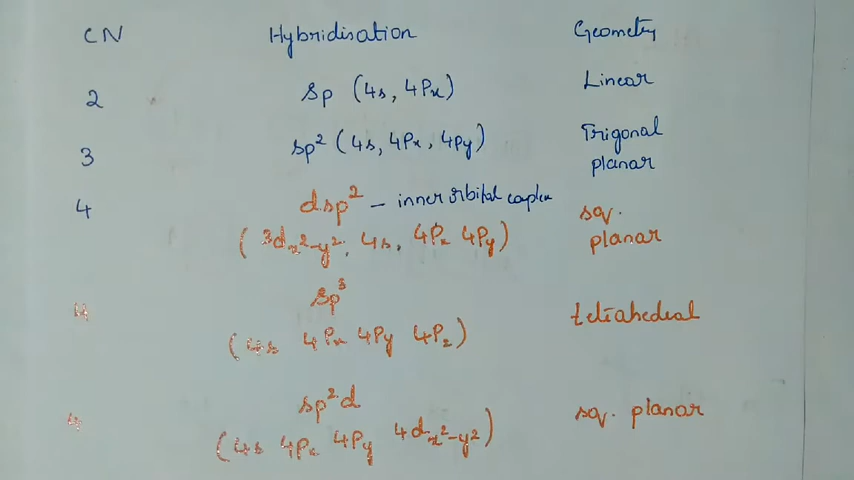 CN Hybridisation Geometry
2 sp (4s, 4Px) Linear
3 sp² (4s, 4Px, 4Py) Trigonal
planar
4 dsp² – inner orbital complex sq.
(3dx²-y², 4s, 4Px 4Py) planar
4 sp³ tetrahedral
(4s 4Px 4Py 4Pz)
4 sp²d sq. planar
(4s 4Px 4Py 4dx²-y²)